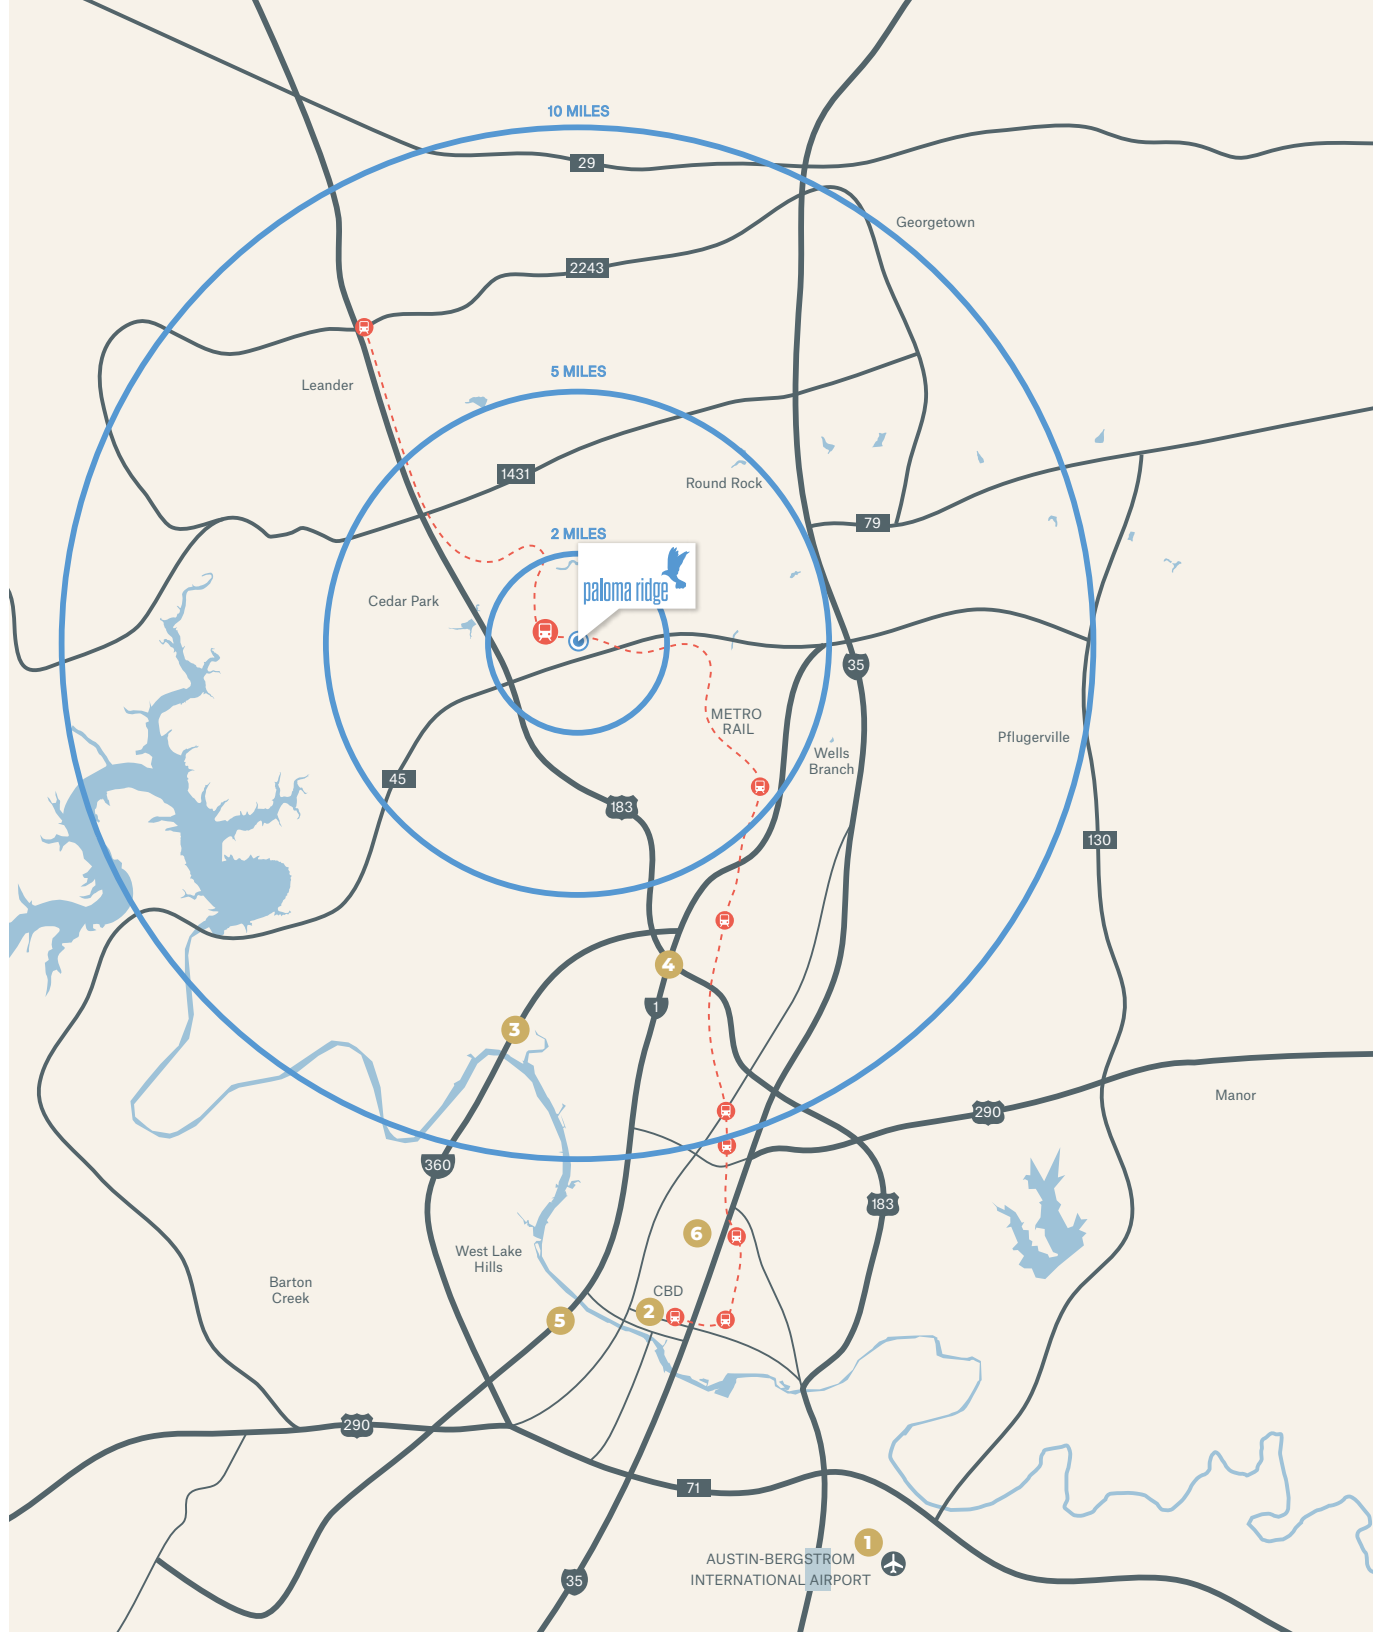 10 MILES
29
Georgetown
2243
5 MILES
Leander
1431
Round Rock
79
2 MILES
paloma ridge
Cedar Park
35
METRO
RAIL
Pflugerville
Wells
Branch
45
183
130
4
1
3
Manor
290
360
183
6
West Lake
Hills
Barton
Creek
CBD
2
5
290
71
1
AUSTIN-BERGSTROM
INTERNATIONAL AIRPORT
35